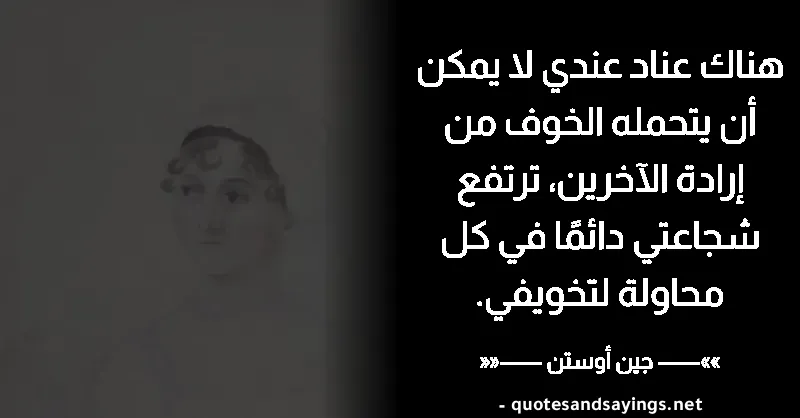 هناك عناد عندي لا يمكن
أن يتحمله الخوف من
إرادة الآخرين، ترتفع
شجاعتي دائمًا في كل
محاولة لتخويفي.
»»—— جين أوستن ——««
- quotesandsayings.net